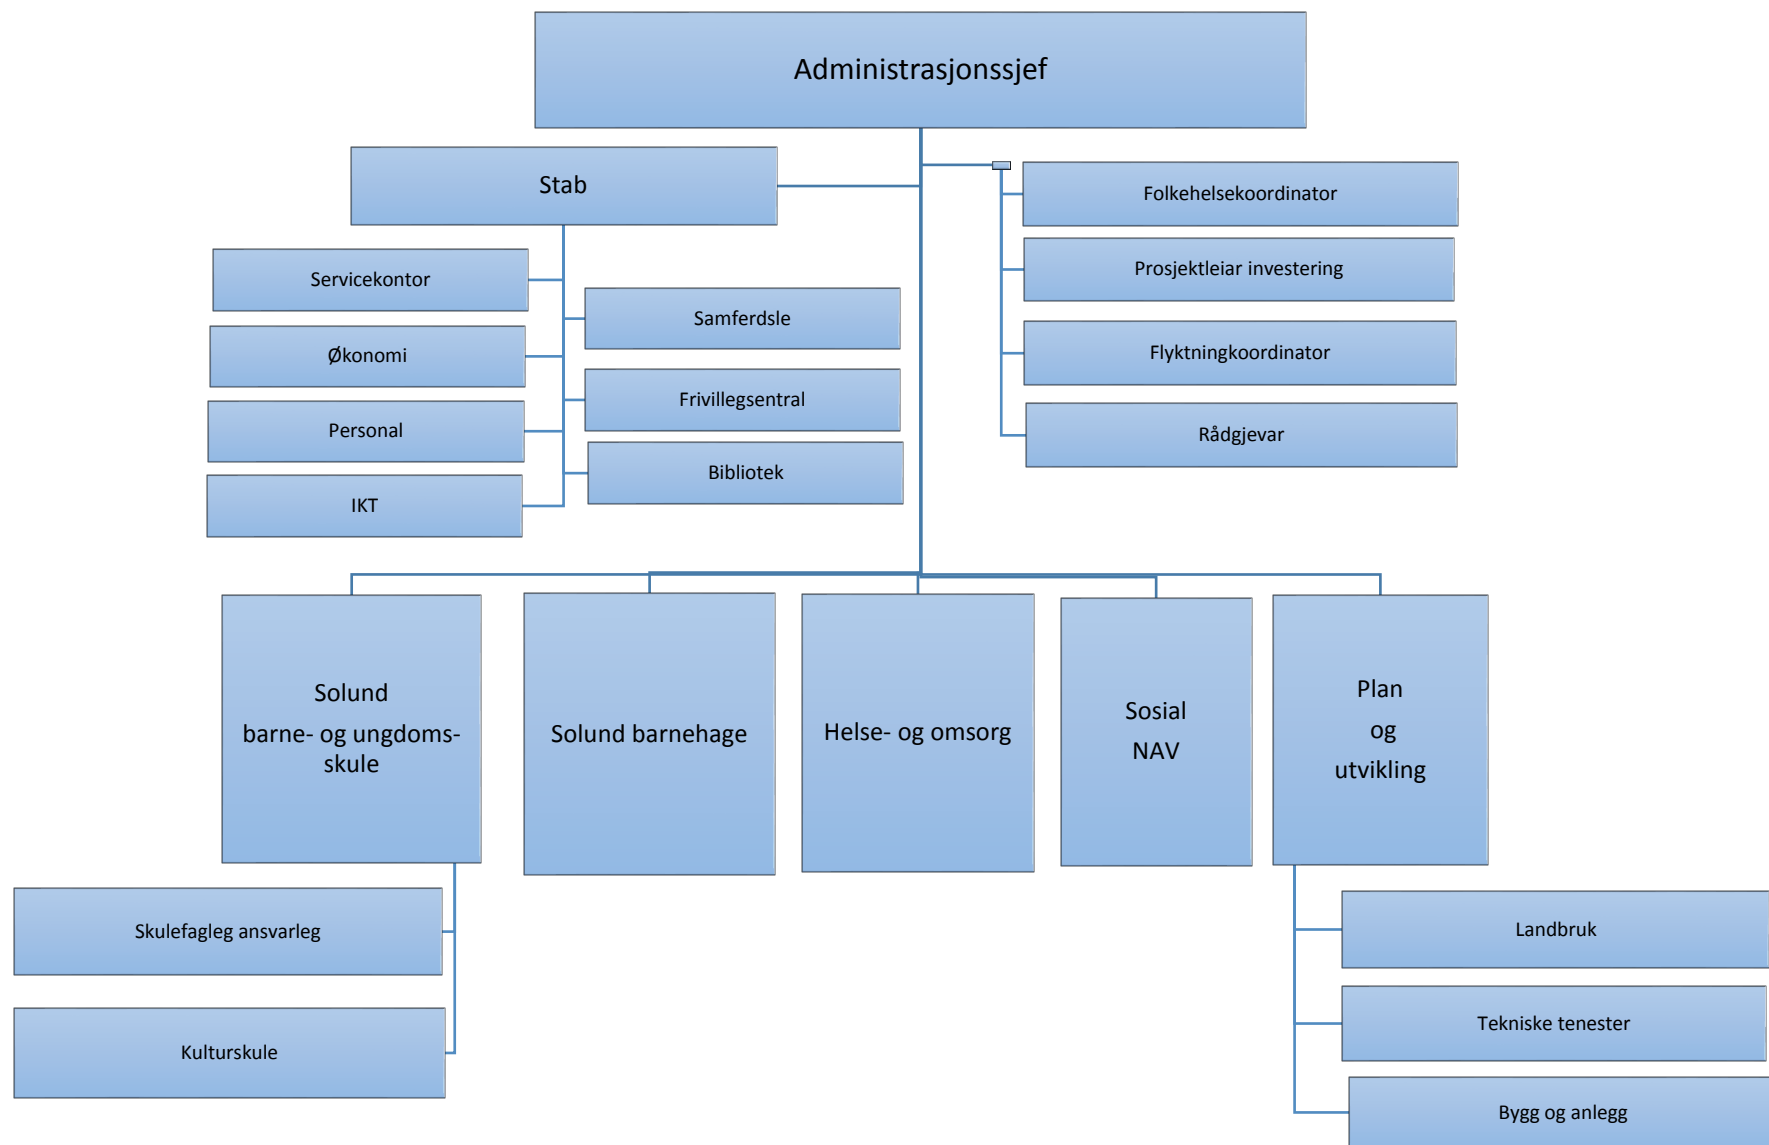 Administrasjonssjef
Stab
Servicekontor
Økonomi
Personal
IKT
Samferdsle
Frivillegsentral
Bibliotek
Folkehelsekoordinator
Prosjektleiar investering
Flyktningkoordinator
Rådgjevar
Solund
barne- og ungdoms-
skule
Solund barnehage
Helse- og omsorg
Sosial
NAV
Plan
og
utvikling
Skulefagleg ansvarleg
Kulturskule
Landbruk
Tekniske tenester
Bygg og anlegg